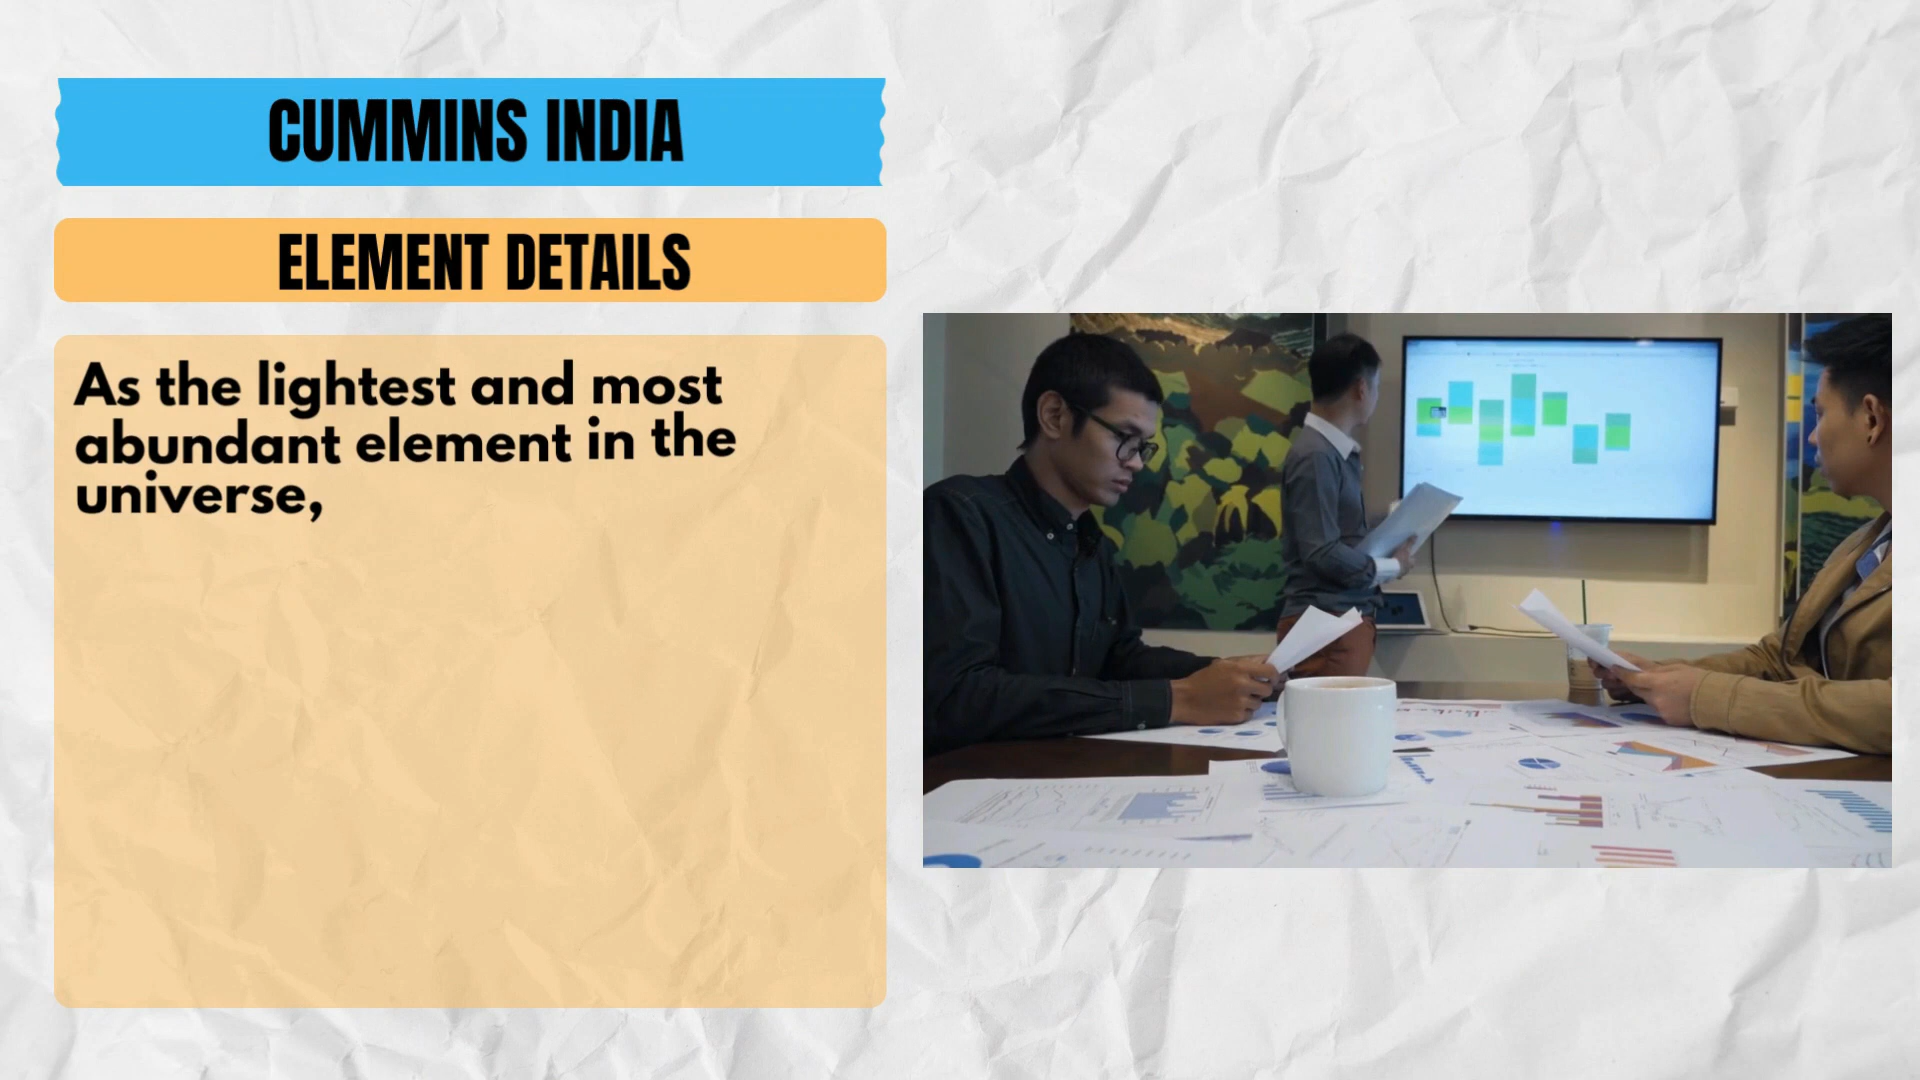 CUMMINS INDIA
ELEMENT DETAILS
As the lightest and most
abundant element in the
universe,